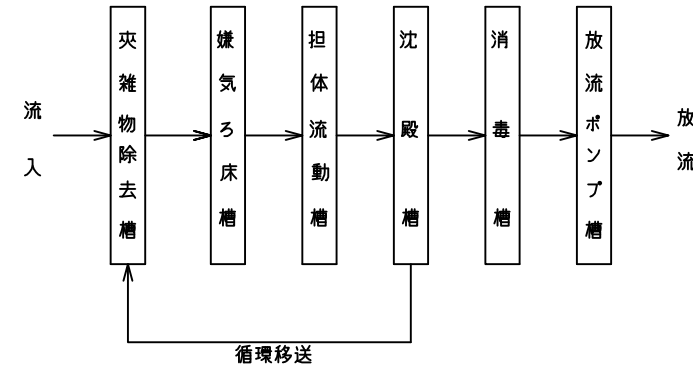 流入
夾雑物除去槽
嫌気ろ床槽
担体流動槽
沈殿槽
消毒槽
放流ポンプ槽
放流
循環移送